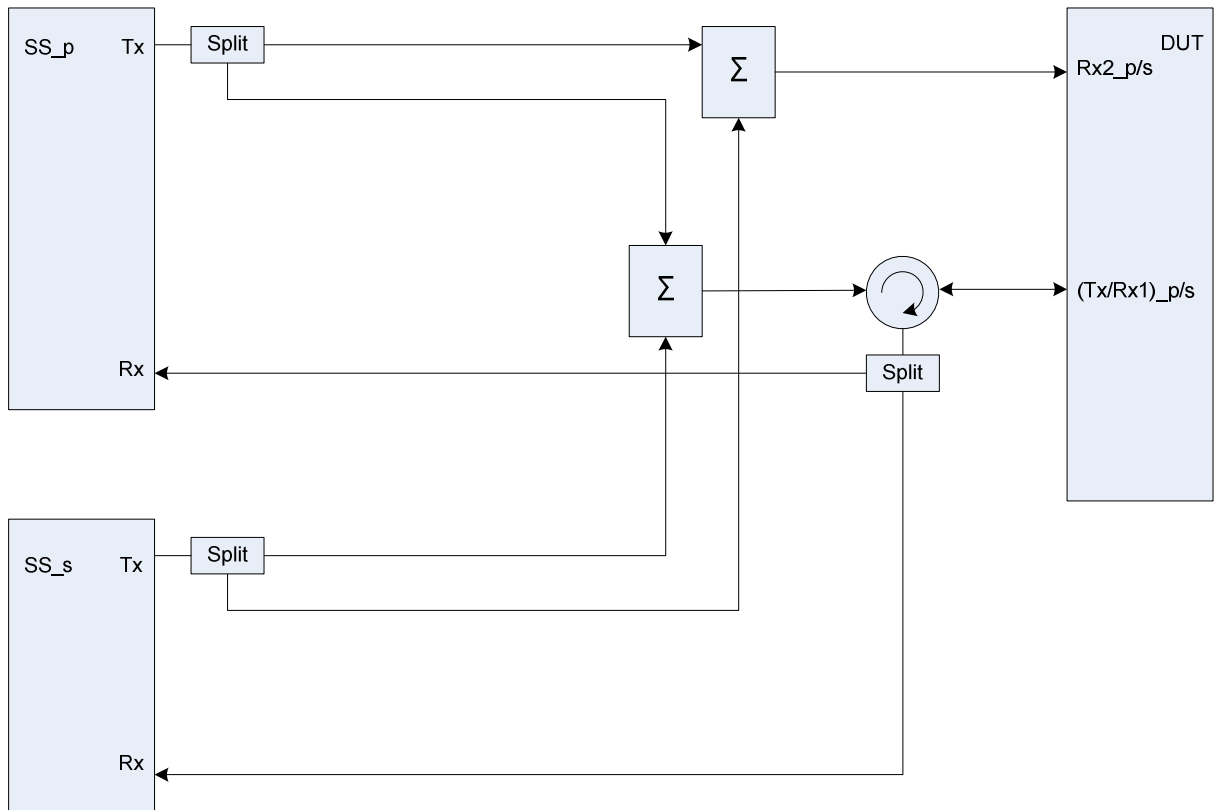 SS_p
Tx
Split
Σ
DUT
Rx2_p/s
Σ
(Tx/Rx1)_p/s
Rx
Split
SS_s
Tx
Split
Rx